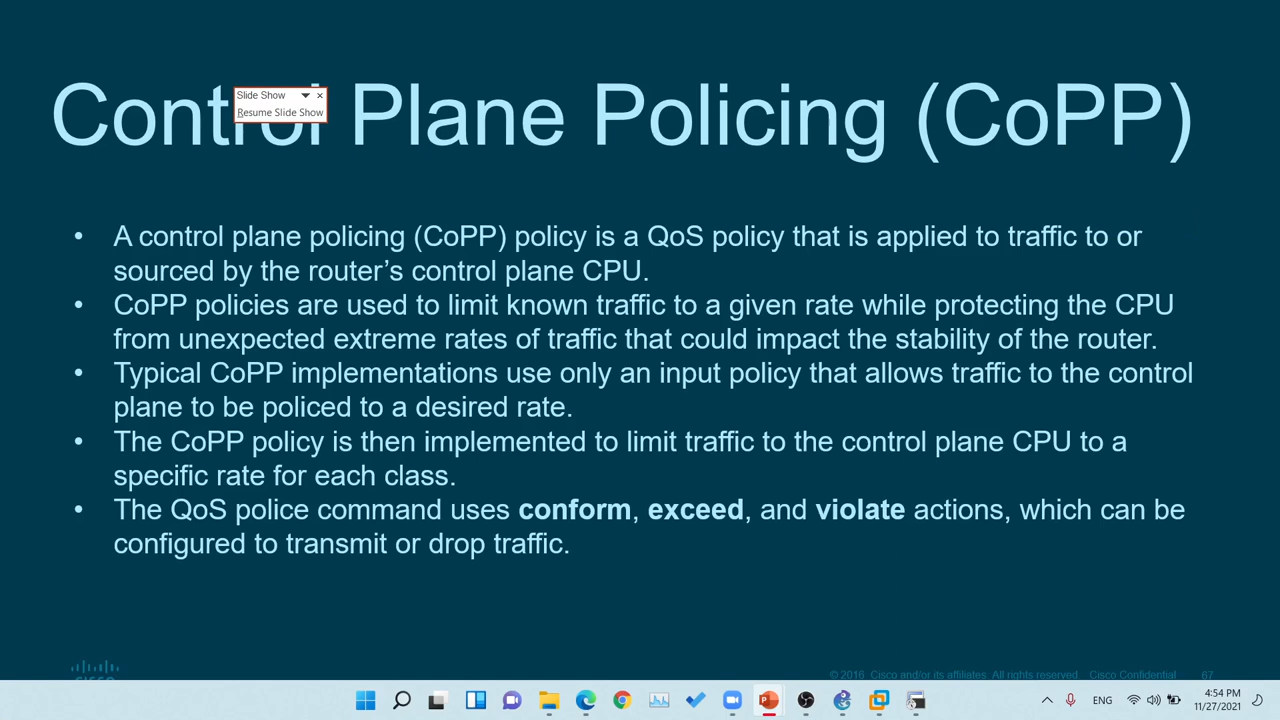 Control Plane Policing (CoPP)
Slide Show
Resume Slide Show
• A control plane policing (CoPP) policy is a QoS policy that is applied to traffic to or
sourced by the router’s control plane CPU.
• CoPP policies are used to limit known traffic to a given rate while protecting the CPU
from unexpected extreme rates of traffic that could impact the stability of the router.
• Typical CoPP implementations use only an input policy that allows traffic to the control
plane to be policed to a desired rate.
• The CoPP policy is then implemented to limit traffic to the control plane CPU to a
specific rate for each class.
• The QoS police command uses conform, exceed, and violate actions, which can be
configured to transmit or drop traffic.
CISCO
© 2016 Cisco and/or its affiliates. All rights reserved. Cisco Confidential 67
ENG
4:54 PM
11/27/2021